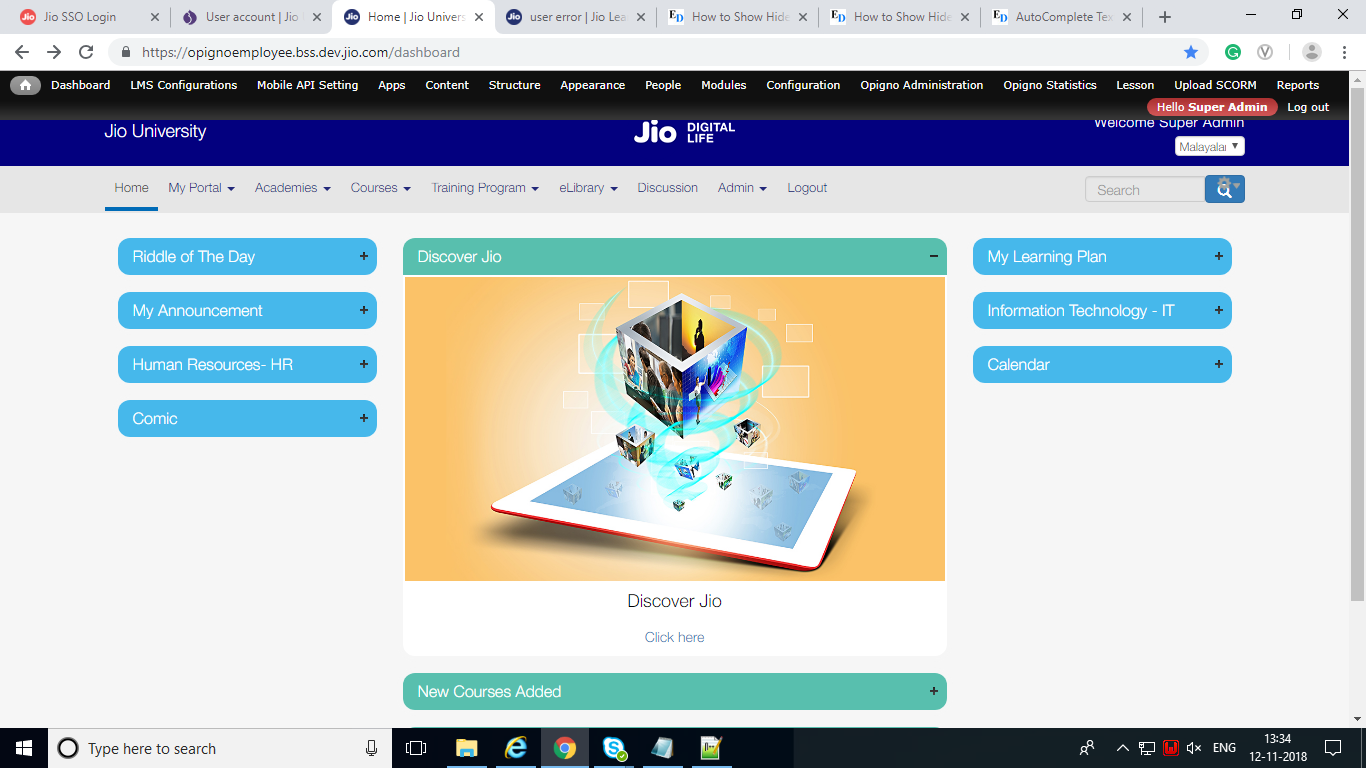 Jio SSO Login
User account | Jio
Home | Jio Univers
user error | Jio Lea
How to Show Hide
How to Show Hide
AutoComplete Tex
https://opignoemployee.bss.dev.jio.com/dashboard
Dashboard LMS Configurations Mobile API Setting Apps Content Structure Appearance People Modules Configuration Opigno Administration Opigno Statistics Lesson Upload SCORM Reports
Hello Super Admin Log out
Jio University
Jio DIGITAL
LIFE
Welcome Super Admin
Malayala
Home My Portal Academies Courses Training Program eLibrary Discussion Admin Logout
Search
Riddle of The Day
My Announcement
Human Resources- HR
Comic
Discover Jio
Discover Jio
Click here
New Courses Added
My Learning Plan
Information Technology - IT
Calendar
Type here to search
ENG
13:34
12-11-2018